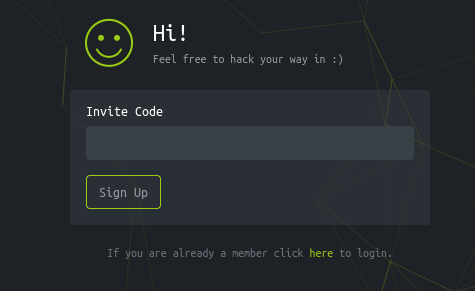 Hi!
Feel free to hack your way in :)
Invite Code
Sign Up
If you are already a member click here to login.